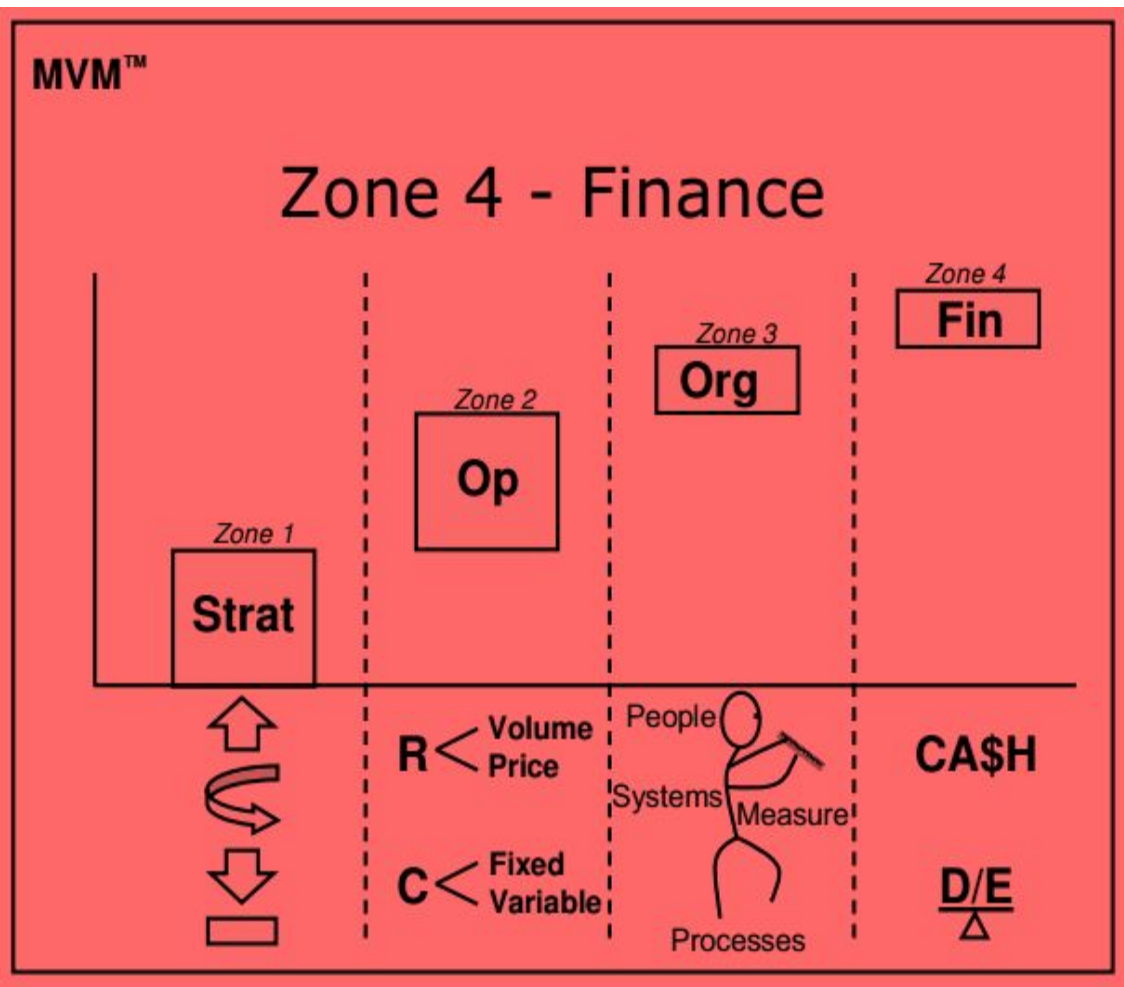 MVM™
Zone 4 - Finance
Zone 4
Fin
Zone 3
Org
Zone 2
Op
Zone 1
Strat
R
Volume
Price
C
Fixed
Variable
People
Systems
Measure
Processes
CA$H
D/E